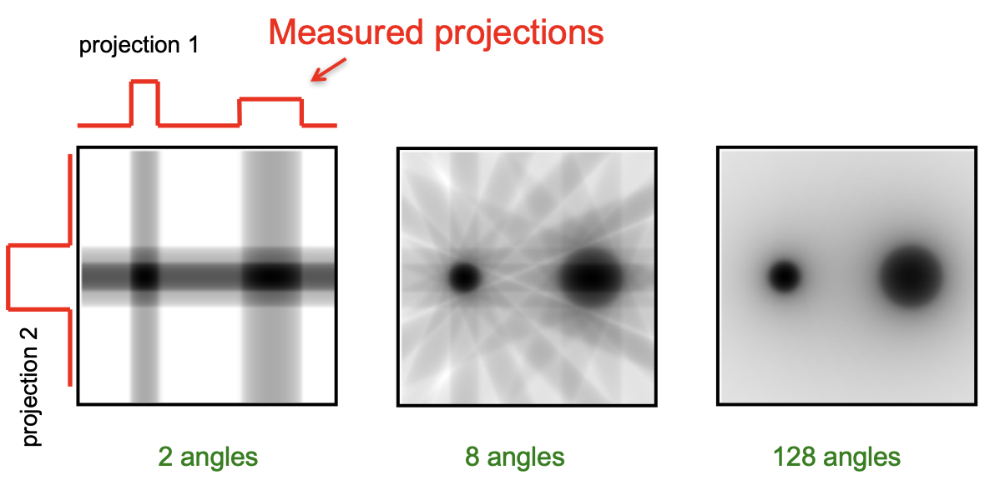 Measured projections
projection 1
projection 2
2 angles
8 angles
128 angles